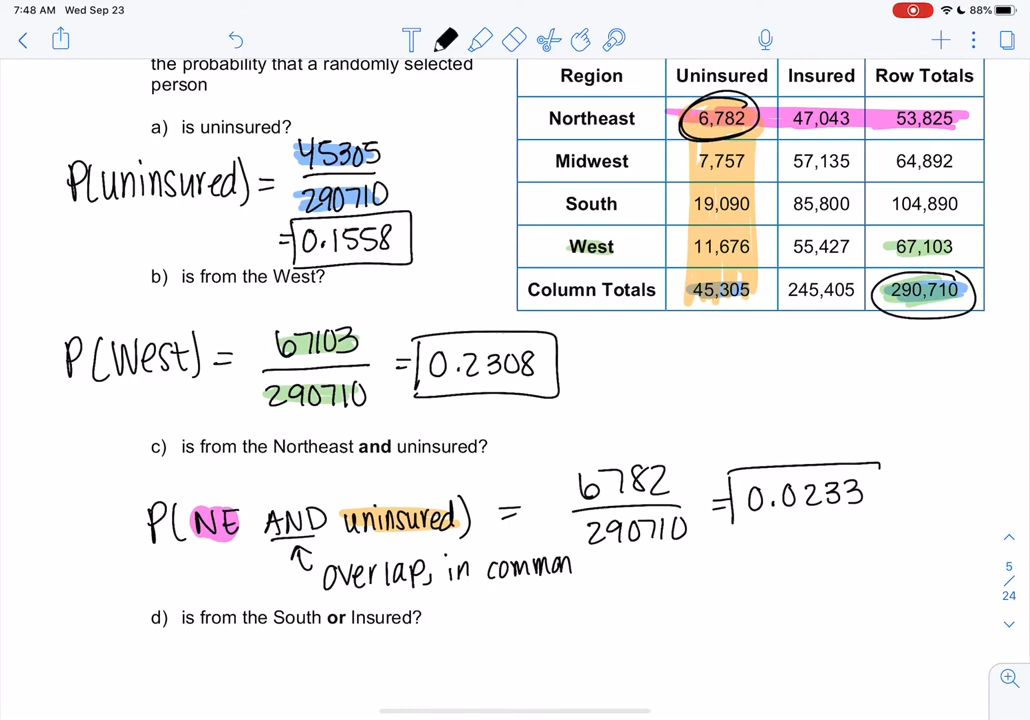 7:48 AM Wed Sep 23
88%
the probability that a randomly selected
person
Region Uninsured Insured Row Totals
Northeast 6,782 47,043 53,825
Midwest 7,757 57,135 64,892
South 19,090 85,800 104,890
West 11,676 55,427 67,103
Column Totals 45,305 245,405 290,710
a) is uninsured?
P(uninsured) = 45305
290710
= 0.1558
b) is from the West?
P(West) = 67103
290710
= 0.2308
c) is from the Northeast and uninsured?
P(NE AND uninsured) = 6782
290710
= 0.0233
overlap, in common
d) is from the South or Insured?
5
/
24